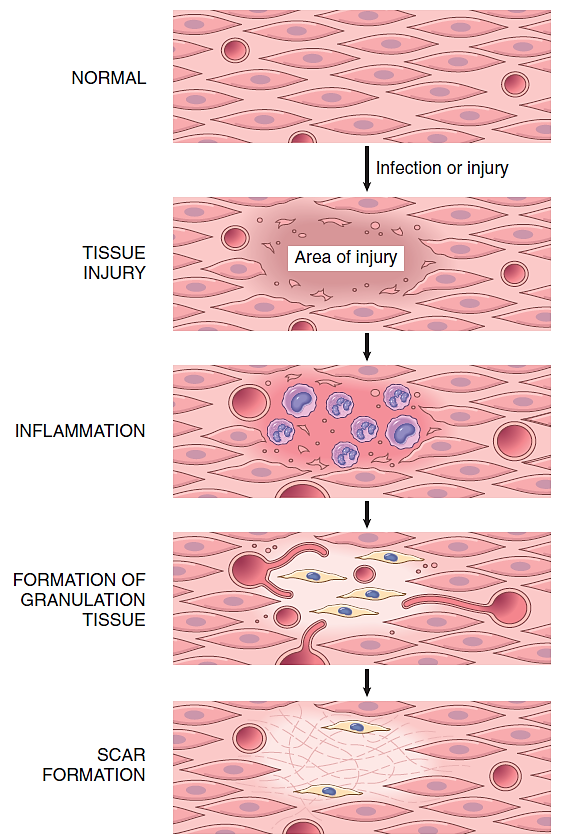 NORMAL
Infection or injury
TISSUE
INJURY
Area of injury
INFLAMMATION
FORMATION OF
GRANULATION
TISSUE
SCAR
FORMATION